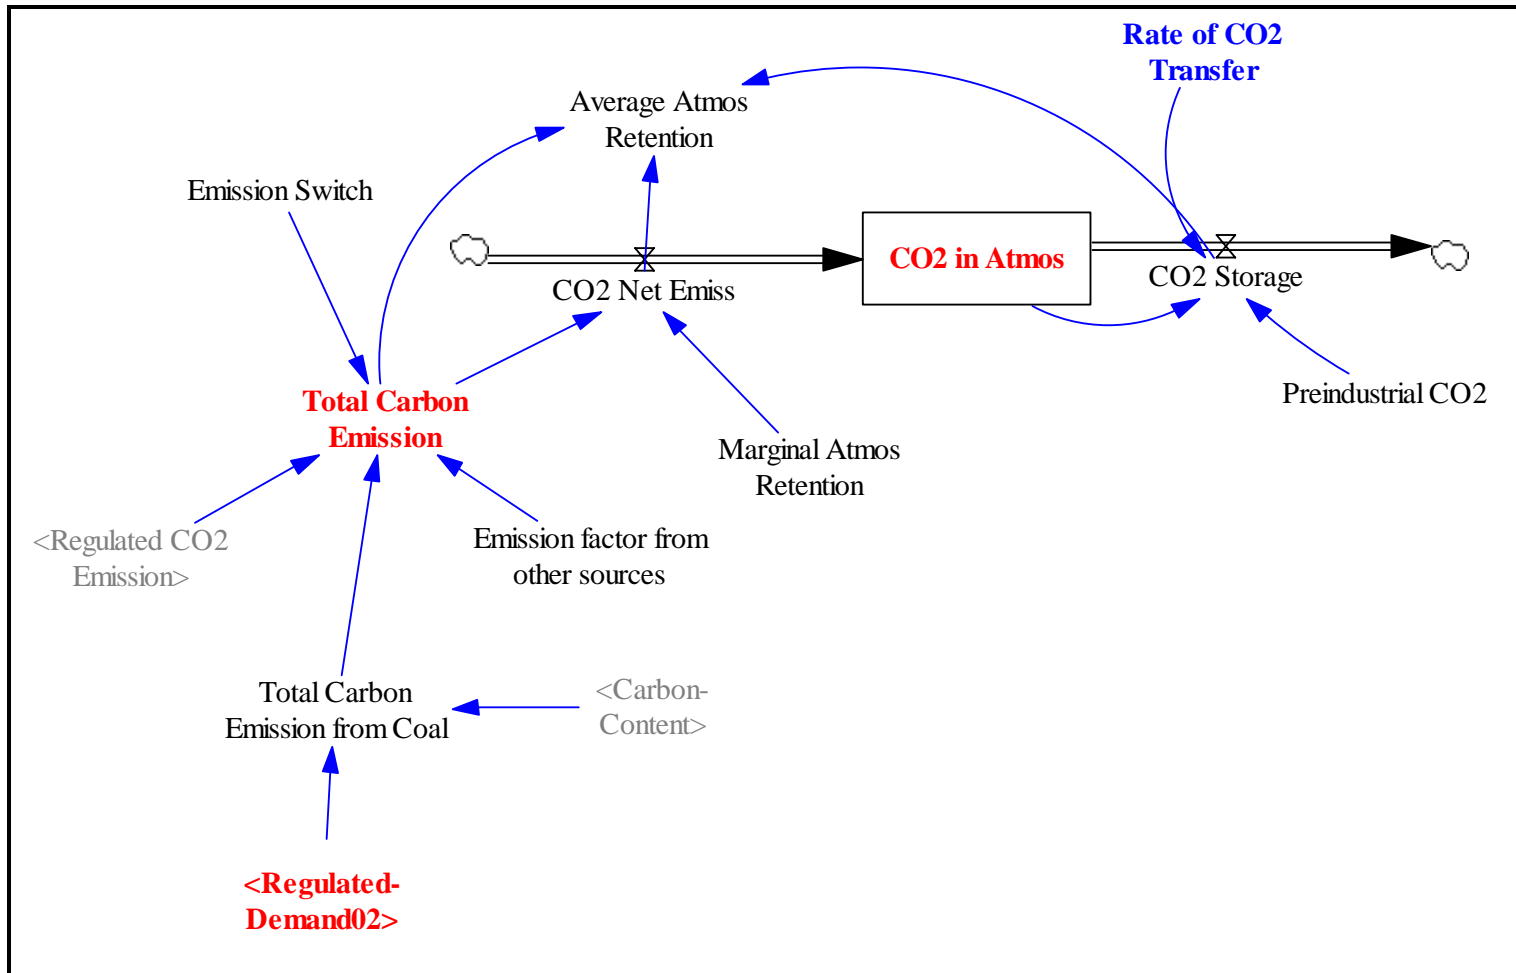 Rate of CO2
Transfer
Average Atmos
Retention
Emission Switch
CO2 in Atmos
CO2 Net Emiss
CO2 Storage
Total Carbon
Emission
Preindustrial CO2
Marginal Atmos
Retention
<Regulated CO2
Emission>
Emission factor from
other sources
Total Carbon
Emission from Coal
<Carbon-
Content>
<Regulated-
Demand02>